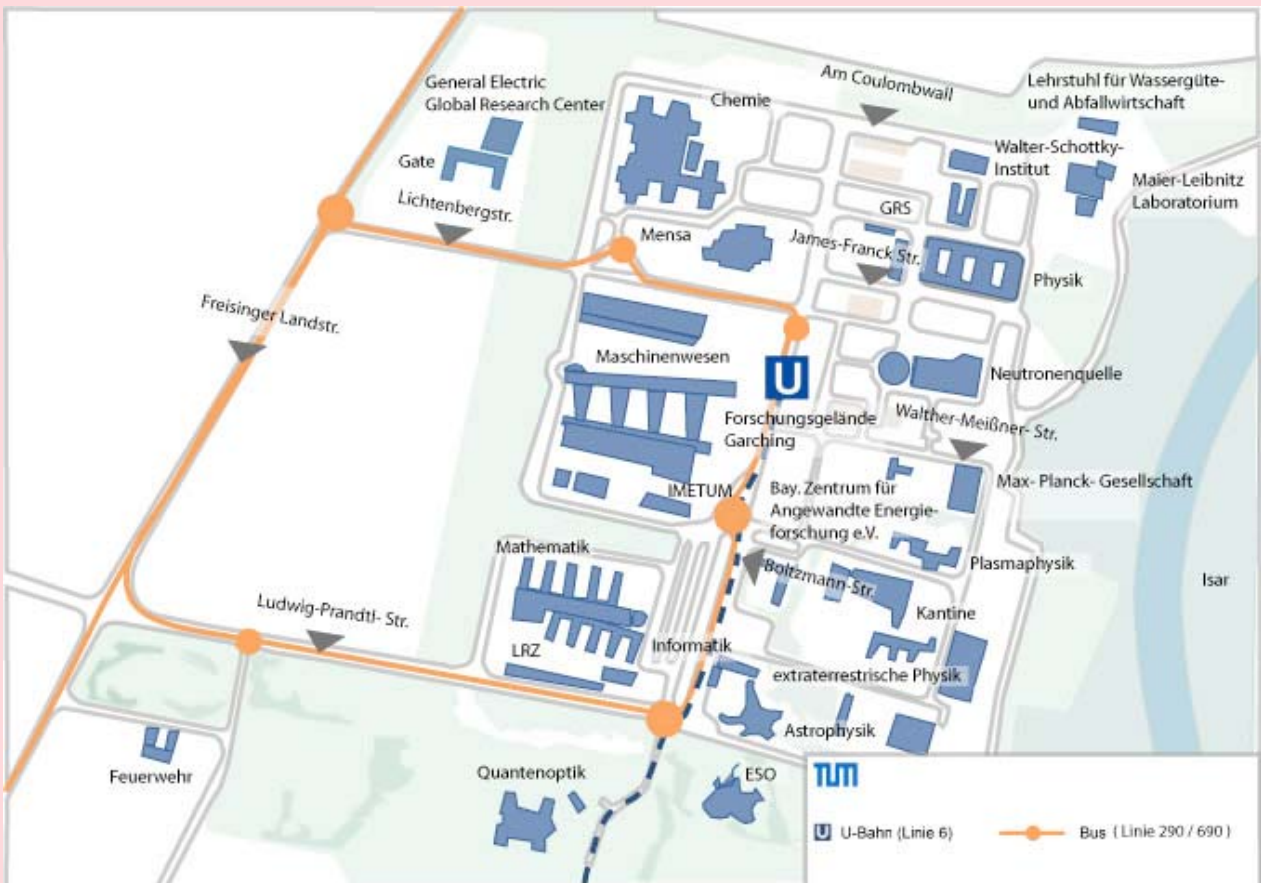 General Electric
Global Research Center
Gate
Lichtenbergstr.
Chemie
Am Coulombwall
Lehrstuhl für Wassergüte-
und Abfallwirtschaft
Walter-Schottky-
Institut
Maier-Leibnitz
Laboratorium
GRS
Mensa
James-Franck Str.
Physik
Freisinger Landstr.
Maschinenwesen
U
Neutronenquelle
Forschungsgelände
Garching
Walther-Meißner- Str.
IMETUM
Bay. Zentrum für
Angewandte Energie-
forschung e.V.
Max- Planck- Gesellschaft
Mathematik
Boltzmann-Str.
Plasmaphysik
Isar
Ludwig-Prandtl- Str.
Kantine
LRZ
Informatik
extraterrestrische Physik
Astrophysik
Feuerwehr
Quantenoptik
ESO
TUM
U U-Bahn (Linie 6)
Bus ( Linie 290 / 690 )